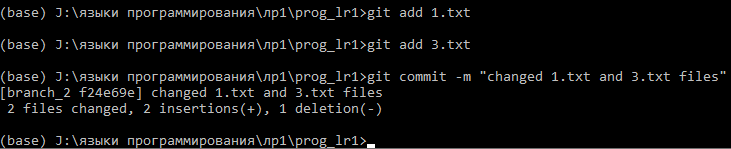 (base) J:\языки программирования\лр1\prog_lr1>git add 1.txt
(base) J:\языки программирования\лр1\prog_lr1>git add 3.txt
(base) J:\языки программирования\лр1\prog_lr1>git commit -m "changed 1.txt and 3.txt files"
[branch_2 f24e69e] changed 1.txt and 3.txt files
 2 files changed, 2 insertions(+), 1 deletion(-)
(base) J:\языки программирования\лр1\prog_lr1>